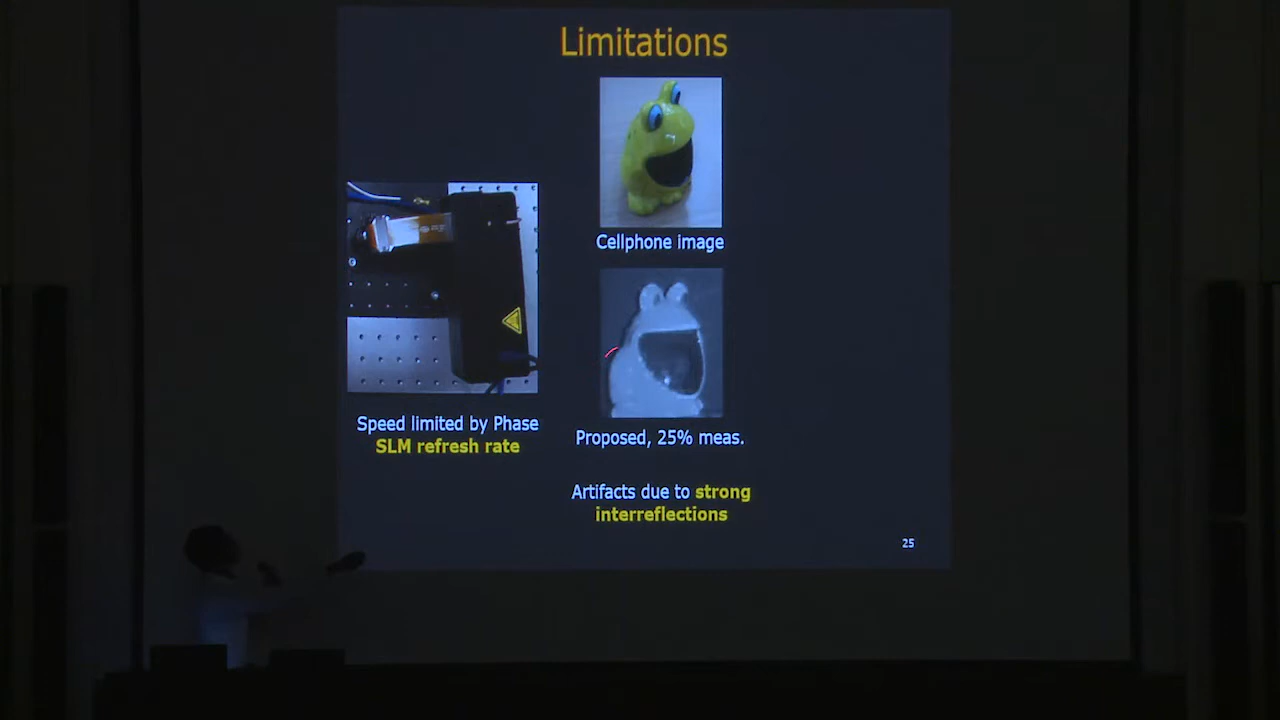 Limitations
Cellphone image
Speed limited by Phase
SLM refresh rate
Proposed, 25% meas.
Artifacts due to strong
interreflections
25